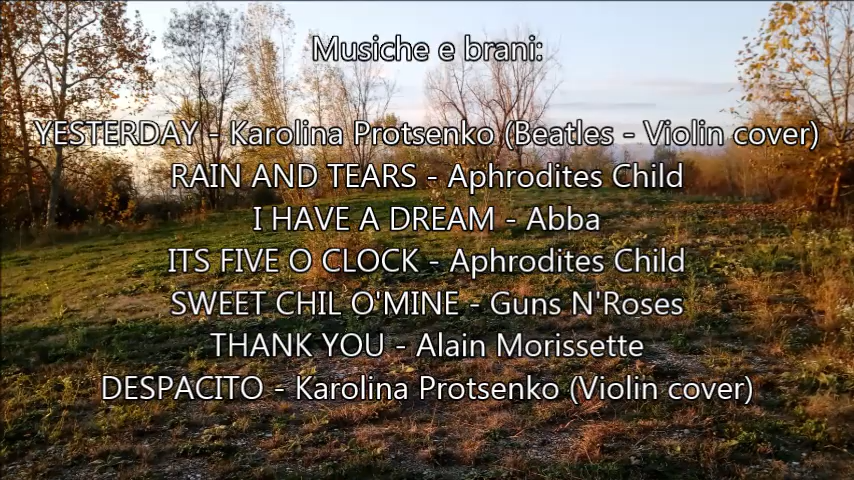 Musiche e brani:
YESTERDAY - Karolina Protsenko (Beatles - Violin cover)
RAIN AND TEARS - Aphrodites Child
I HAVE A DREAM - Abba
ITS FIVE O CLOCK - Aphrodites Child
SWEET CHIL O'MINE - Guns N'Roses
THANK YOU - Alain Morissette
DESPACITO - Karolina Protsenko (Violin cover)